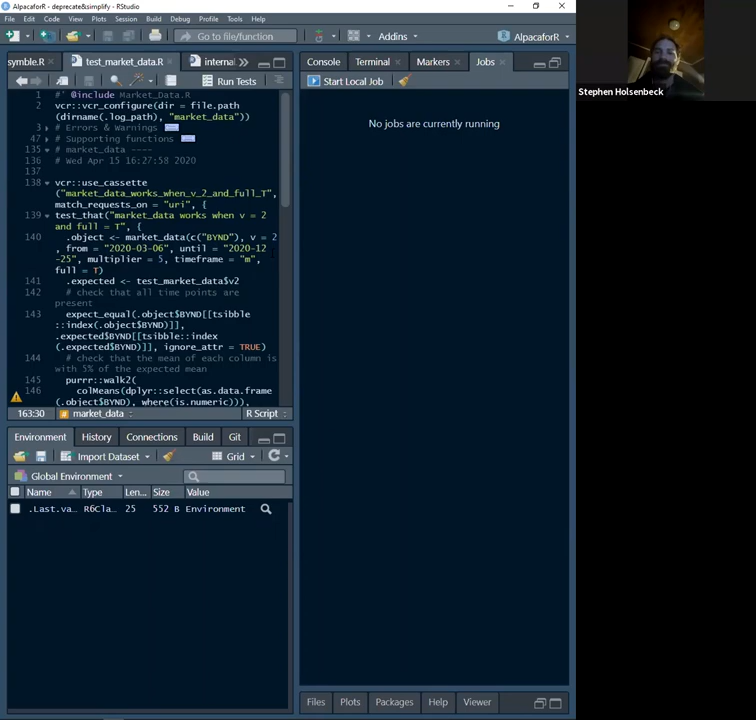 AlpacaforR - deprecate&simplify - RStudio
File Edit Code View Plots Session Build Debug Profile Tools Help
Go to file/function Addins AlpacaforR
symble.R test_market_data.R internal
Run Tests
1 #' @include Market_Data.R
2 vcr::vcr_configure(dir = file.path
(dirname(.log_path), "market_data"))
3 # Errors & Warnings
47 # Supporting functions
135 # market_data ----
136 # Wed Apr 15 16:27:58 2020
137
138 vcr::use_cassette
("market_data_works_when_v_2_and_full_T",
match_requests_on = "uri", {
139 test_that("market_data works when v = 2
and full = T", {
140 .object <- market_data(c("BYND"), v = 2
, from = "2020-03-06", until = "2020-12
-25", multiplier = 5, timeframe = "m",
full = T)
141 .expected <- test_market_data$v2
142 # check that all time points are
present
143 expect_equal(.object$BYND[[tsibble
::index(.object$BYND)]],
.expected$BYND[[tsibble::index
(.expected$BYND)]], ignore_attr = TRUE)
144 # check that the mean of each column is
with 5% of the expected mean
145 purrr::walk2(
146 colMeans(dplyr::select(as.data.frame
(.object$BYND), where(is.numeric))),
163:30 market_data R Script
Environment History Connections Build Git
Import Dataset Grid
Global Environment
Name Type Len... Size Value
.Last.va... R6Cla... 25 552 B Environment
Console Terminal Markers Jobs
Start Local Job
No jobs are currently running
Files Plots Packages Help Viewer
Stephen Holsenbeck